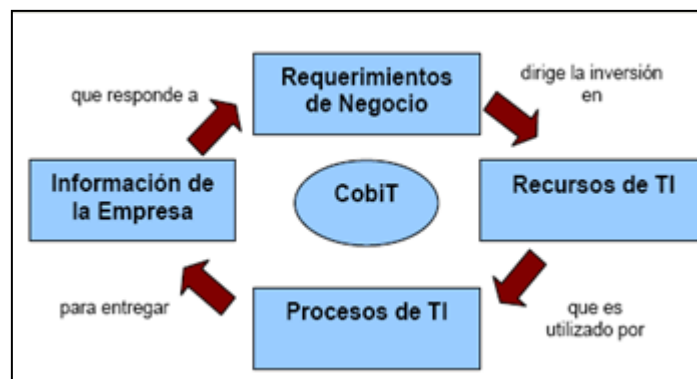 Requerimientos
de Negocio
que responde a
dirige la inversión
en
Información de
la Empresa
CobiT
Recursos de TI
para entregar
Procesos de TI
que es
utilizado por